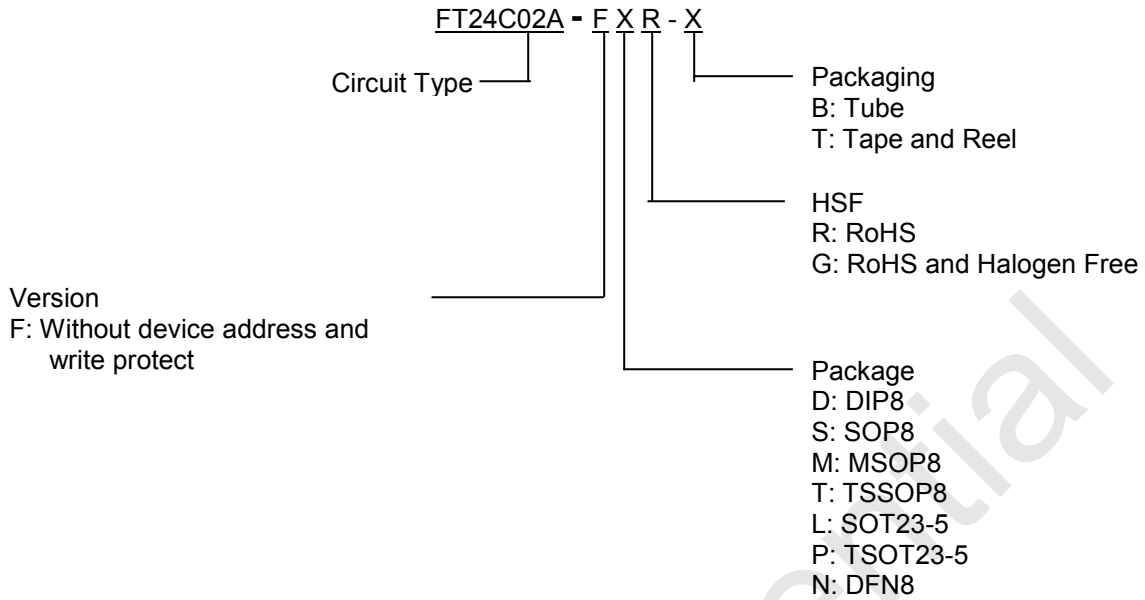 FT24C02A - F X R - X
Circuit Type
Packaging
B: Tube
T: Tape and Reel
HSF
R: RoHS
G: RoHS and Halogen Free
Version
F: Without device address and
write protect
Package
D: DIP8
S: SOP8
M: MSOP8
T: TSSOP8
L: SOT23-5
P: TSOT23-5
N: DFN8
ential